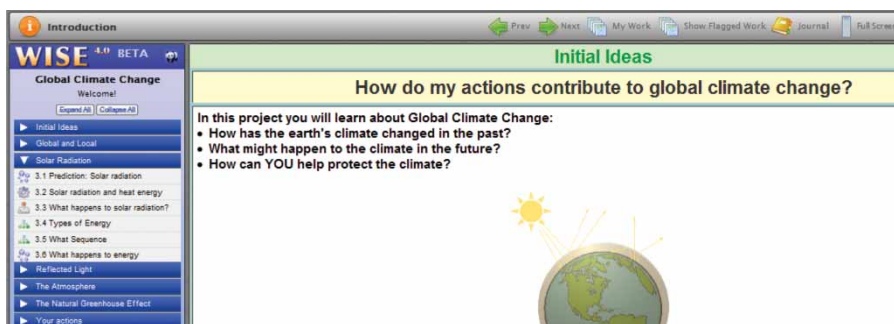 Introduction
Prev Next My Work Show Flagged Work Journal Full Screen
WISE 4.0 BETA
Global Climate Change
Welcome!
Expand All Collapse All
Initial Ideas
Global and Local
Solar Radiation
3.1 Prediction: Solar radiation
3.2 Solar radiation and heat energy
3.3 What happens to solar radiation?
3.4 Types of Energy
3.5 What Sequence
3.6 What happens to energy
Reflected Light
The Atmosphere
The Natural Greenhouse Effect
Your actions
Initial Ideas
How do my actions contribute to global climate change?
In this project you will learn about Global Climate Change:
• How has the earth's climate changed in the past?
• What might happen to the climate in the future?
• How can YOU help protect the climate?